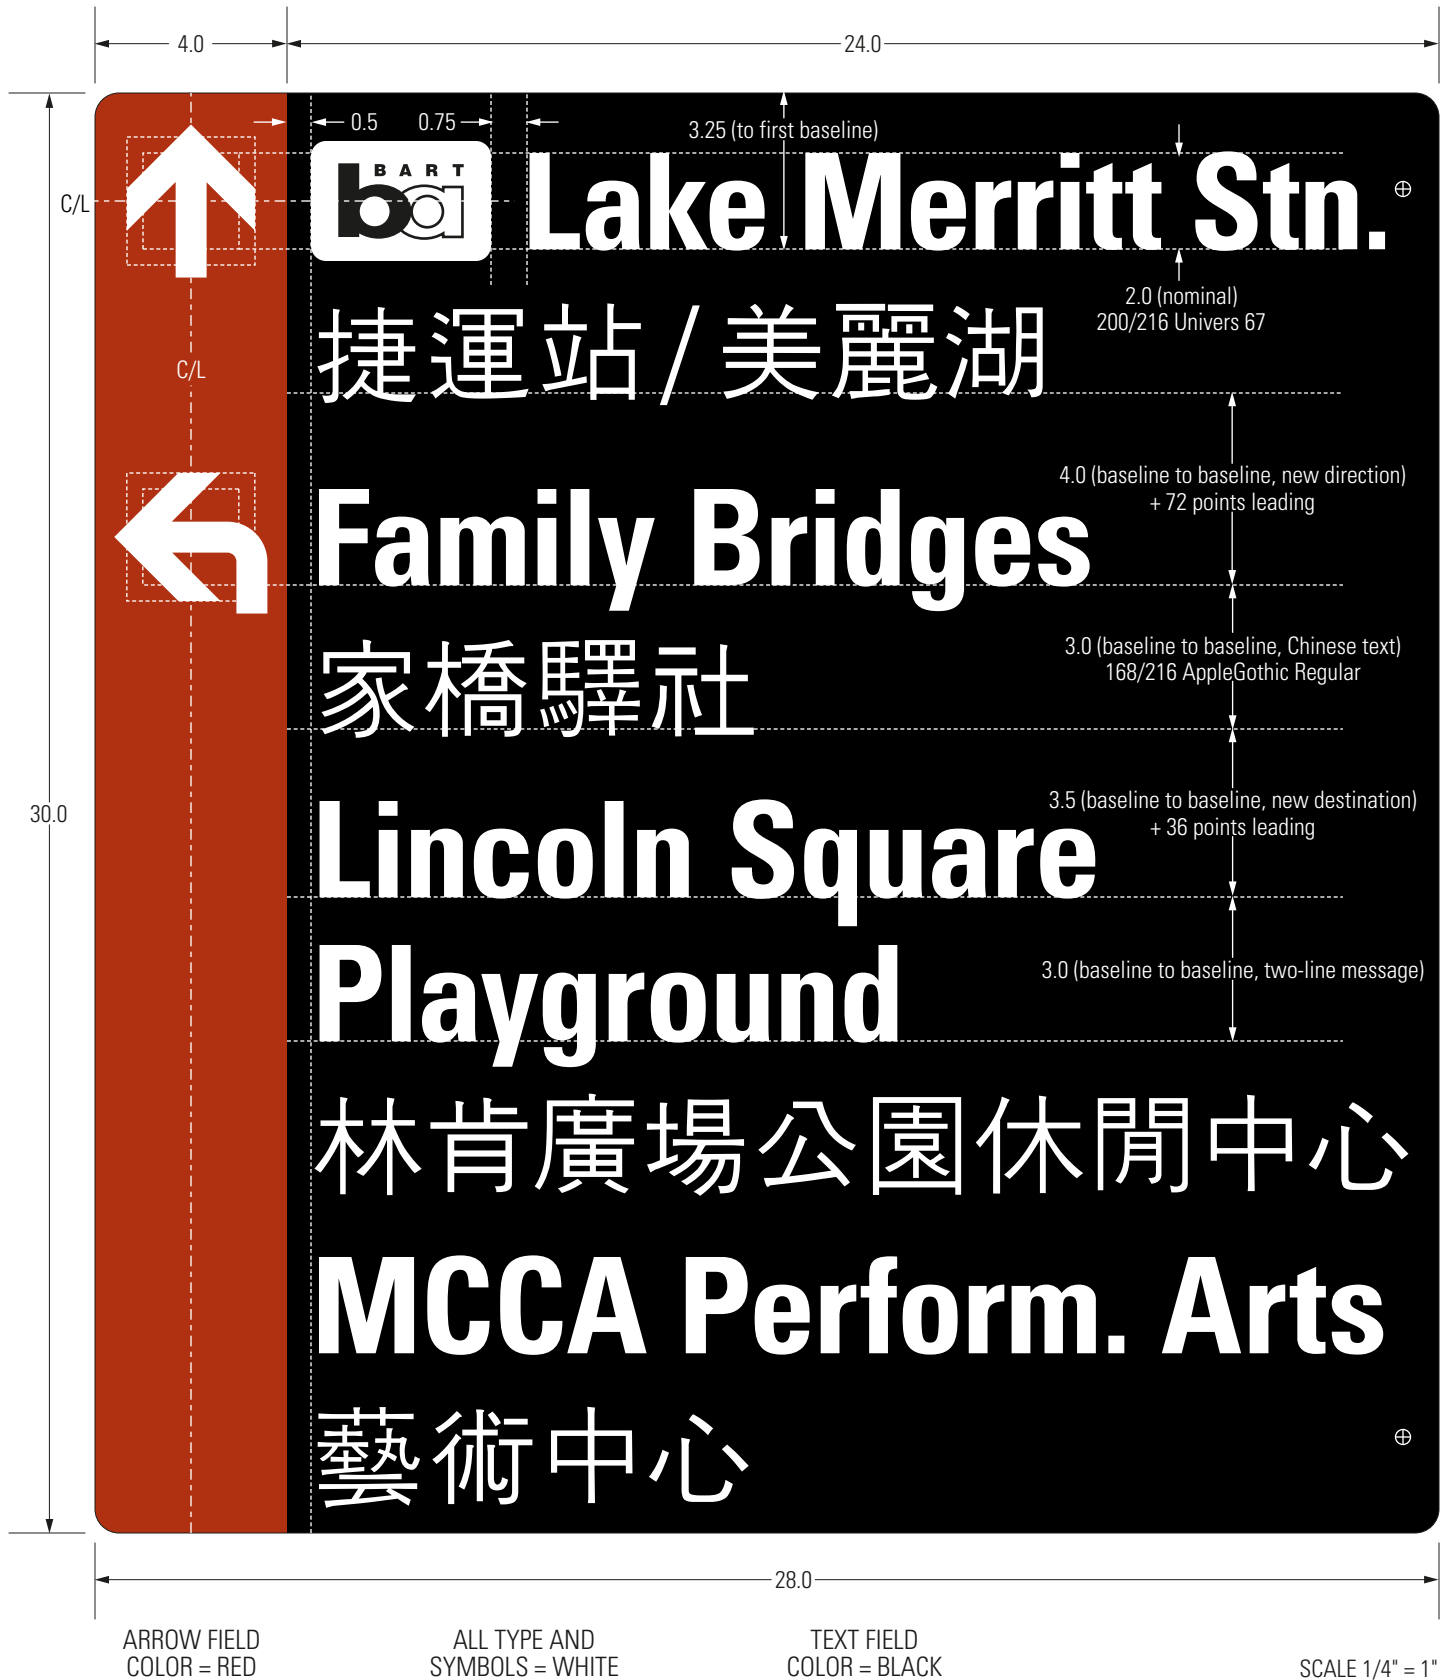 4.0
24.0
0.5
0.75
3.25 (to first baseline)
BART
ba
Lake Merritt Stn.
C/L
2.0 (nominal)
200/216 Univers 67
捷運站/美麗湖
C/L
4.0 (baseline to baseline, new direction)
+ 72 points leading
Family Bridges
3.0 (baseline to baseline, Chinese text)
168/216 AppleGothic Regular
家橋驛社
30.0
3.5 (baseline to baseline, new destination)
+ 36 points leading
Lincoln Square
Playground
3.0 (baseline to baseline, two-line message)
林肯廣場公園休閒中心
MCCA Perform. Arts
藝術中心
28.0
ARROW FIELD
COLOR = RED
ALL TYPE AND
SYMBOLS = WHITE
TEXT FIELD
COLOR = BLACK
SCALE 1/4" = 1"